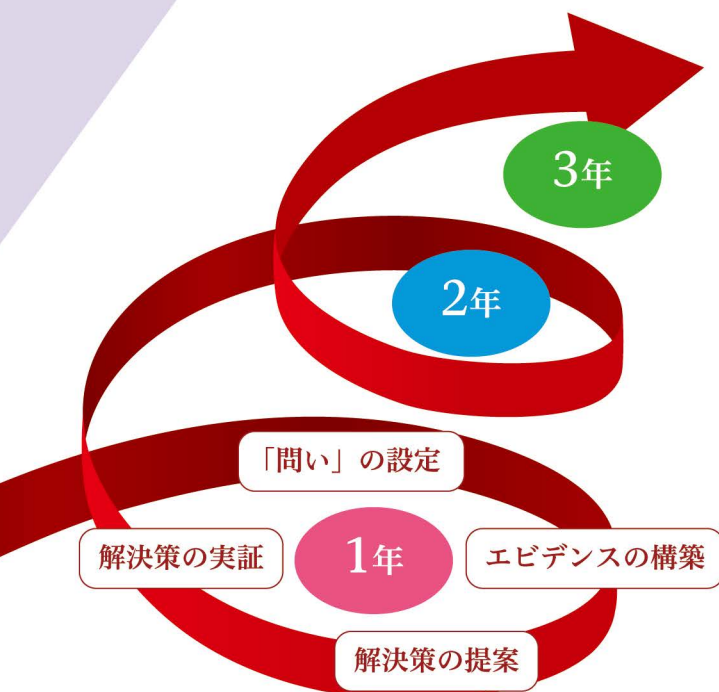 3年
2年
「問い」の設定
解決策の実証
1年
エビデンスの構築
解決策の提案